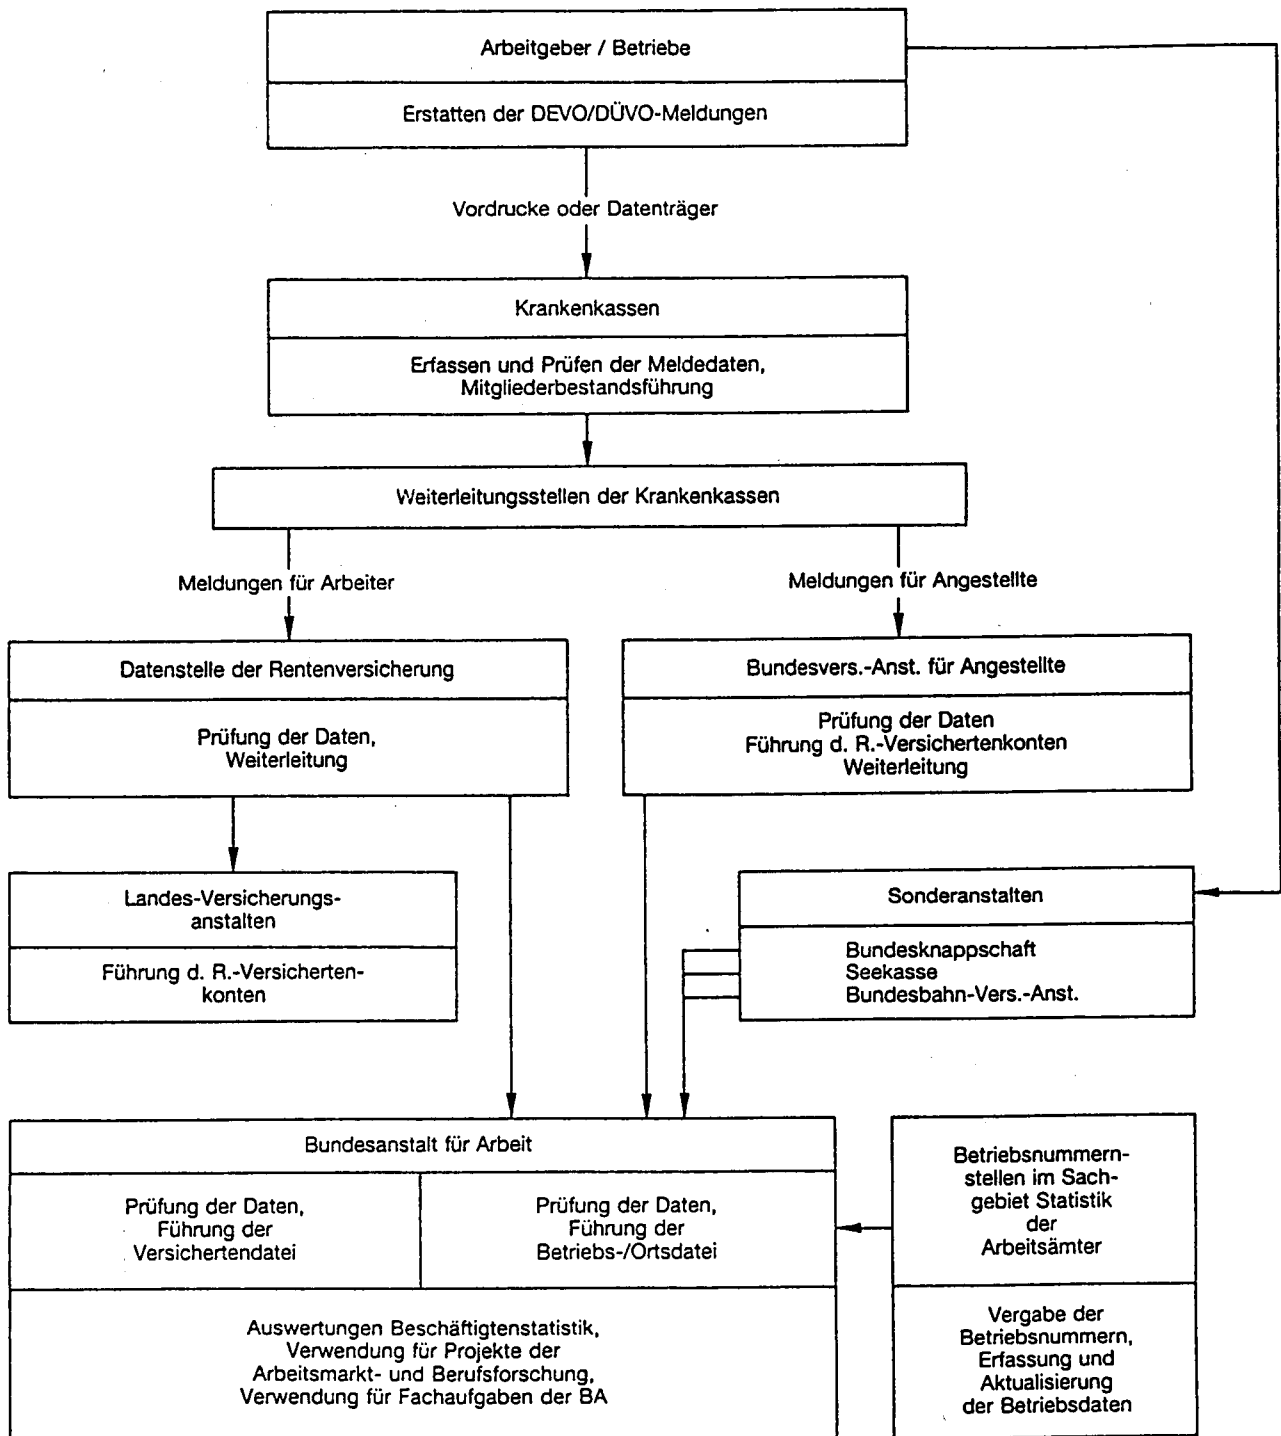 Arbeitgeber / Betriebe
Erstatten der DEVO/DÜVO-Meldungen
Vordrucke oder Datenträger
Krankenkassen
Erfassen und Prüfen der Meldedaten,
Mitgliederbestandsführung
Weiterleitungsstellen der Krankenkassen
Meldungen für Arbeiter
Meldungen für Angestellte
Datenstelle der Rentenversicherung
Prüfung der Daten,
Weiterleitung
Bundesvers.-Anst. für Angestellte
Prüfung der Daten
Führung d. R.-Versichertenkonten
Weiterleitung
Landes-Versicherungs-
anstalten
Führung d. R.-Versicherten-
konten
Sonderanstalten
Bundesknappschaft
Seekasse
Bundesbahn-Vers.-Anst.
Bundesanstalt für Arbeit
Prüfung der Daten,
Führung der
Versichertendatei
Prüfung der Daten,
Führung der
Betriebs-/Ortsdatei
Auswertungen Beschäftigtenstatistik,
Verwendung für Projekte der
Arbeitsmarkt- und Berufsforschung,
Verwendung für Fachaufgaben der BA
Betriebsnummern-
stellen im Sach-
gebiet Statistik
der
Arbeitsämter
Vergabe der
Betriebsnummern,
Erfassung und
Aktualisierung
der Betriebsdaten